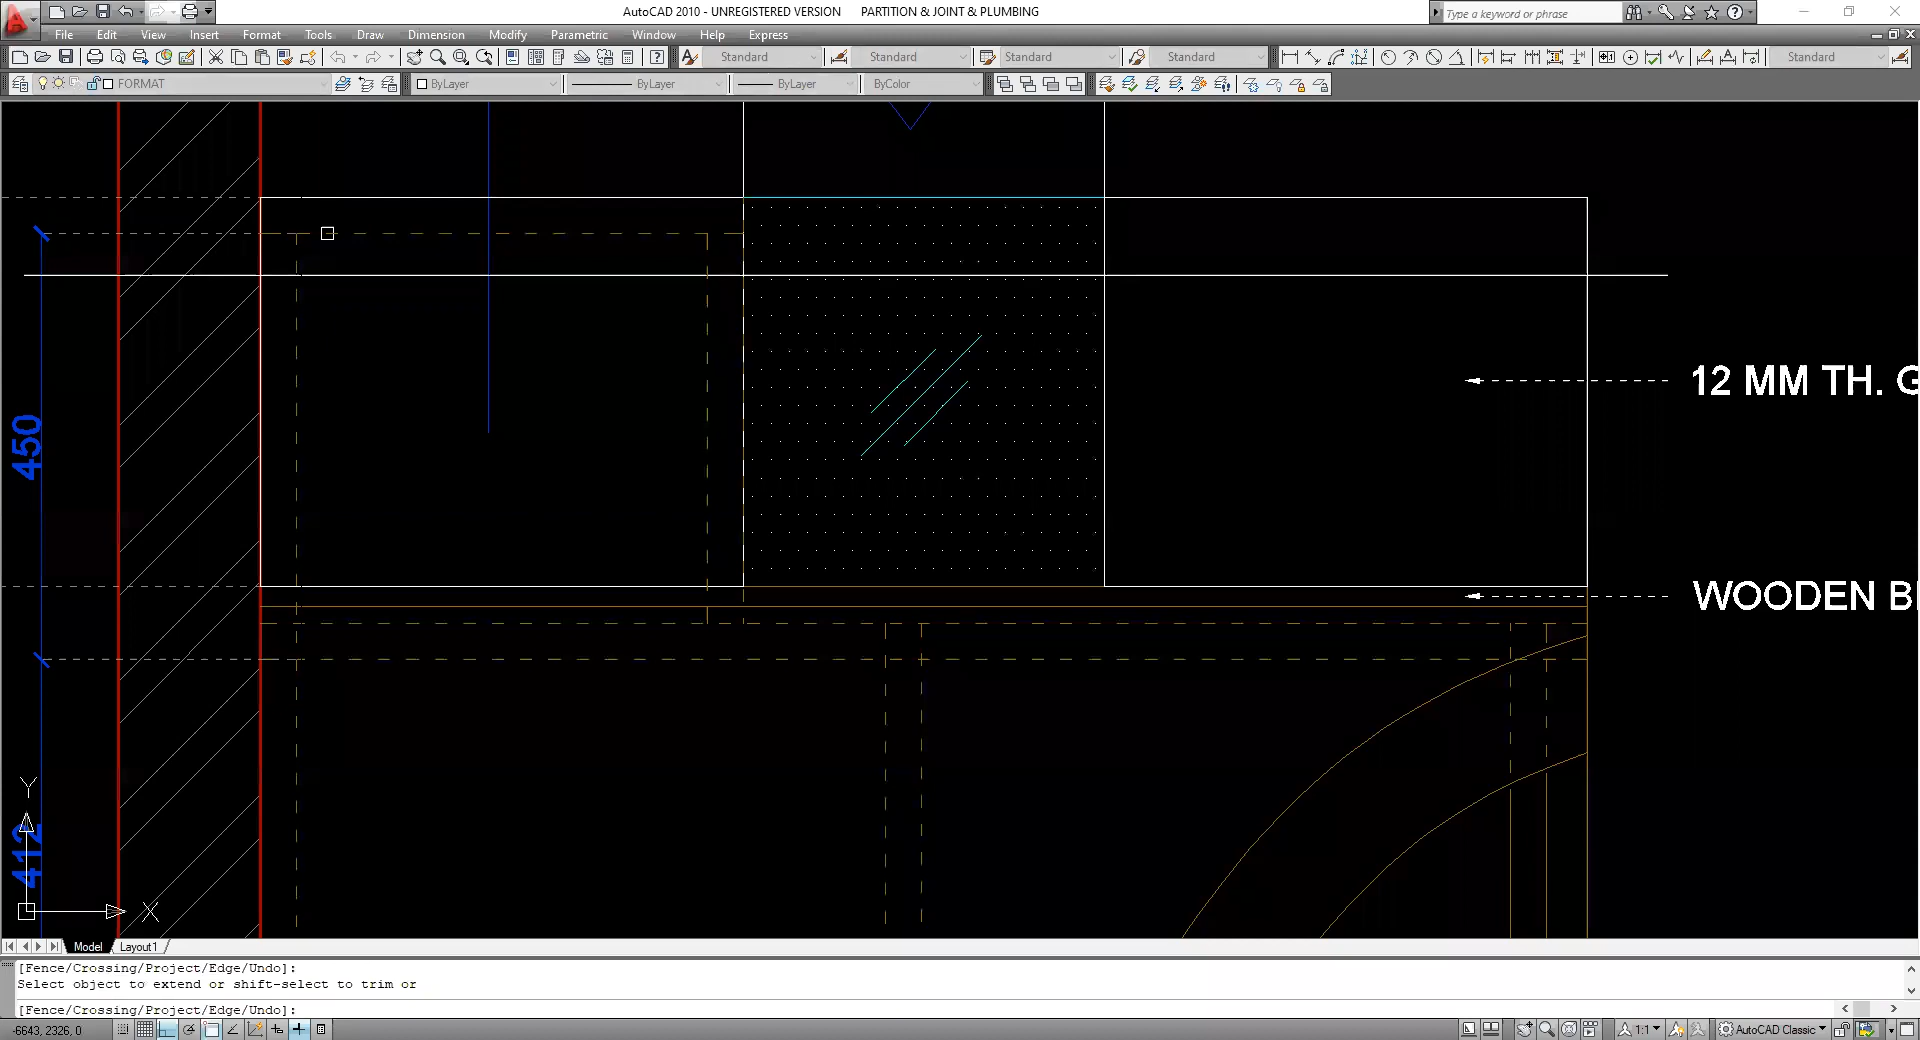 AutoCAD 2010 - UNREGISTERED VERSION PARTITION & JOINT & PLUMBING
Type a keyword or phrase
File Edit View Insert Format Tools Draw Dimension Modify Parametric Window Help Express
Standard Standard Standard Standard Standard
FORMAT ByLayer ByLayer ByLayer ByColor
12 MM TH. G
450
WOODEN B
412
Y
X
Model Layout1
[Fence/Crossing/Project/Edge/Undo]:
Select object to extend or shift-select to trim or
[Fence/Crossing/Project/Edge/Undo]:
-6643, 2326, 0 1:1 AutoCAD Classic